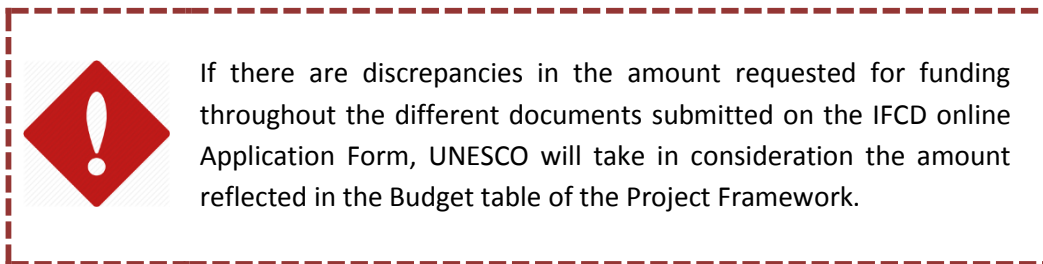 If there are discrepancies in the amount requested for funding
throughout the different documents submitted on the IFCD online
Application Form, UNESCO will take in consideration the amount
reflected in the Budget table of the Project Framework.